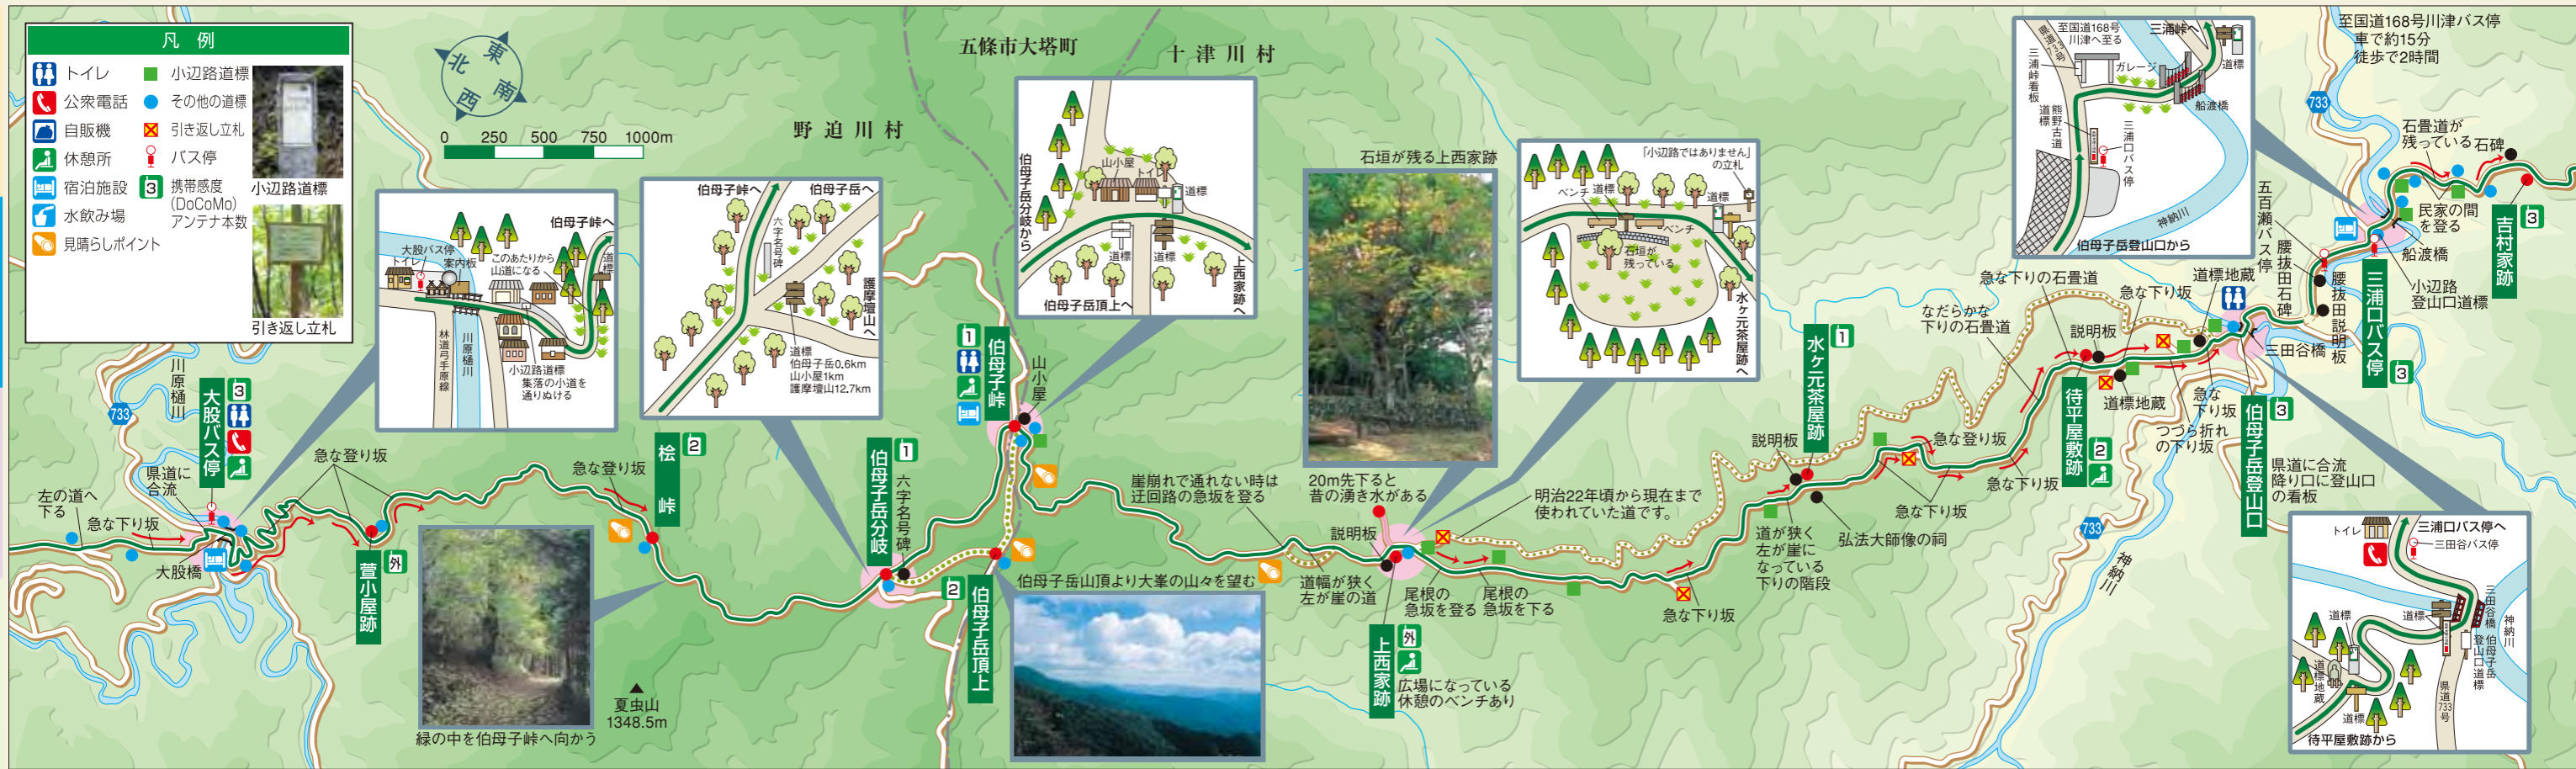 凡 例
トイレ
公衆電話
自販機
休憩所
宿泊施設
水飲み場
見晴らしポイント
小辺路道標
その他の道標
引き返し立札
バス停
3
携帯感度
(DoCoMo)
アンテナ本数
小辺路道標
引き返し立札
東
北
南
西
0 250 500 750 1000m
野迫川村
五條市大塔町
十津川村
川原樋川
733
大股バス停
3
県道に
合流
左の道へ
下る
急な下り坂
大股橋
急な登り坂
萱小屋跡
外
伯母子峠へ
大股バス停
トイレ
案内板
このあたりから
山道になる
道標
林道弓手原線
川原樋川
小辺路道標
集落の小道を
通りぬける
急な登り坂
桧峠
2
緑の中を伯母子峠へ向かう
夏虫山
1348.5m
伯母子峠へ
伯母子岳へ
六字名号碑
護摩壇山へ
道標
伯母子岳0.6km
山小屋1km
護摩壇山12.7km
伯母子岳分岐
1
六字名号碑
1
伯母子峠
山小屋
2
伯母子岳頂上
伯母子岳山頂より大峯の山々を望む
伯母子岳分岐から
山小屋
トイレ
道標
道標
道標
伯母子岳頂上へ
上西家跡へ
崖崩れで通れない時は
迂回路の急坂を登る
道幅が狭く
左が崖の道
石垣が残る上西家跡
20m先下ると
昔の湧き水がある
説明板
上西家跡
外
広場になっている
休憩のベンチあり
尾根の
急坂を登る
尾根の
急坂を下る
明治22年頃から現在まで
使われていた道です。
「小辺路ではありません」
の立札
ベンチ
道標
道標
ベンチ
石垣が
残っている
水ヶ元茶屋跡へ
急な下り坂
水ヶ元茶屋跡
1
説明板
弘法大師像の祠
道が狭く
左が崖に
なっている
下りの階段
急な登り坂
急な下り坂
急な下り坂
なだらかな
下りの石畳道
急な下りの石畳道
説明板
待平屋敷跡
2
急な下り坂
道標地蔵
道標地蔵
急な
下り坂
つづら折れ
の下り坂
伯母子岳登山口
3
三田谷橋
県道に合流
降り口に登山口
の看板
733
神納川
五百瀬バス停
腰抜田石碑
腰抜田説明板
三浦口バス停
3
船渡橋
小辺路
登山口道標
民家の間
を登る
石畳道が
残っている
石碑
吉村家跡
3
733
至国道168号川津バス停
車で約15分
徒歩で2時間
至国道168号
川津へ至る
県道733号
三浦峠へ
道標
ガレージ
三浦峠看板
熊野古道
道標
三浦口バス停
船渡橋
神納川
伯母子岳登山口から
三浦口バス停へ
トイレ
三田谷バス停
三田谷橋
神納川
伯母子岳
登山口道標
道標
道標
道標地蔵
道標
県道733号
待平屋敷跡から